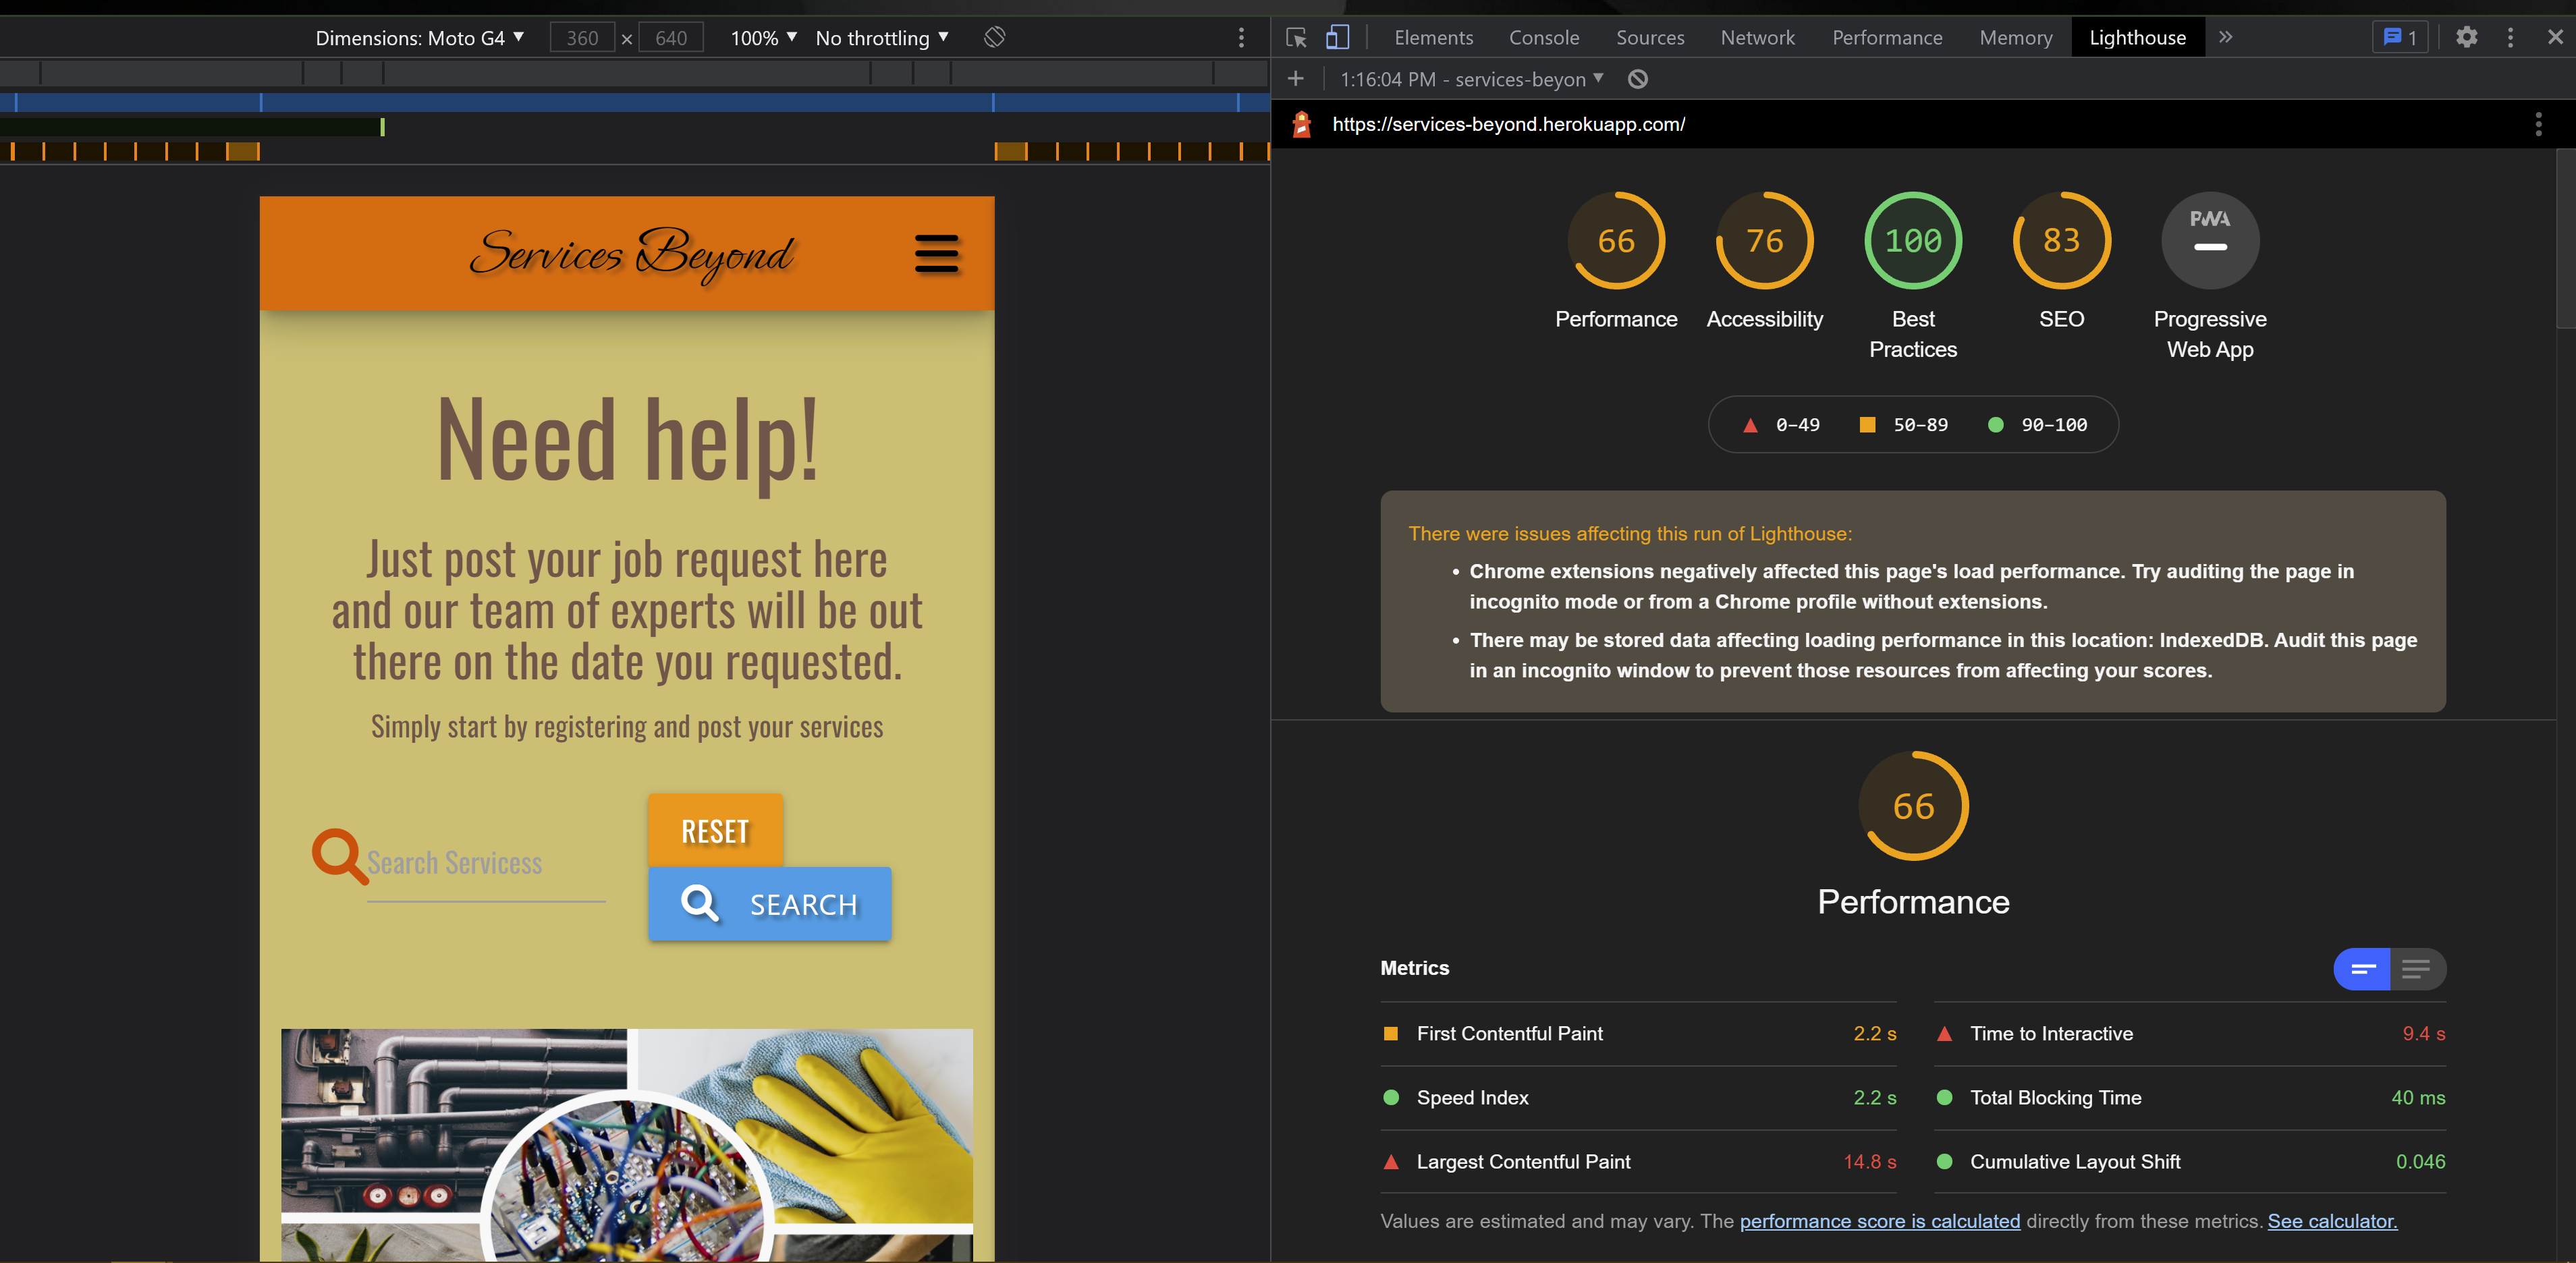 Dimensions: Moto G4 ▼ 360 × 640 100% ▼ No throttling ▼
Elements Console Sources Network Performance Memory Lighthouse » 1
1:16:04 PM - services-beyon ▼
https://services-beyond.herokuapp.com/
Services Beyond
Need help!
Just post your job request here
and our team of experts will be out
there on the date you requested.
Simply start by registering and post your services
Search Servicess
RESET
SEARCH
66 76 100 83 PWA
Performance Accessibility Best Practices SEO Progressive Web App
0–49 50–89 90–100
There were issues affecting this run of Lighthouse:
• Chrome extensions negatively affected this page's load performance. Try auditing the page in
incognito mode or from a Chrome profile without extensions.
• There may be stored data affecting loading performance in this location: IndexedDB. Audit this page
in an incognito window to prevent those resources from affecting your scores.
66
Performance
Metrics
First Contentful Paint 2.2 s
Time to Interactive 9.4 s
Speed Index 2.2 s
Total Blocking Time 40 ms
Largest Contentful Paint 14.8 s
Cumulative Layout Shift 0.046
Values are estimated and may vary. The performance score is calculated directly from these metrics. See calculator.